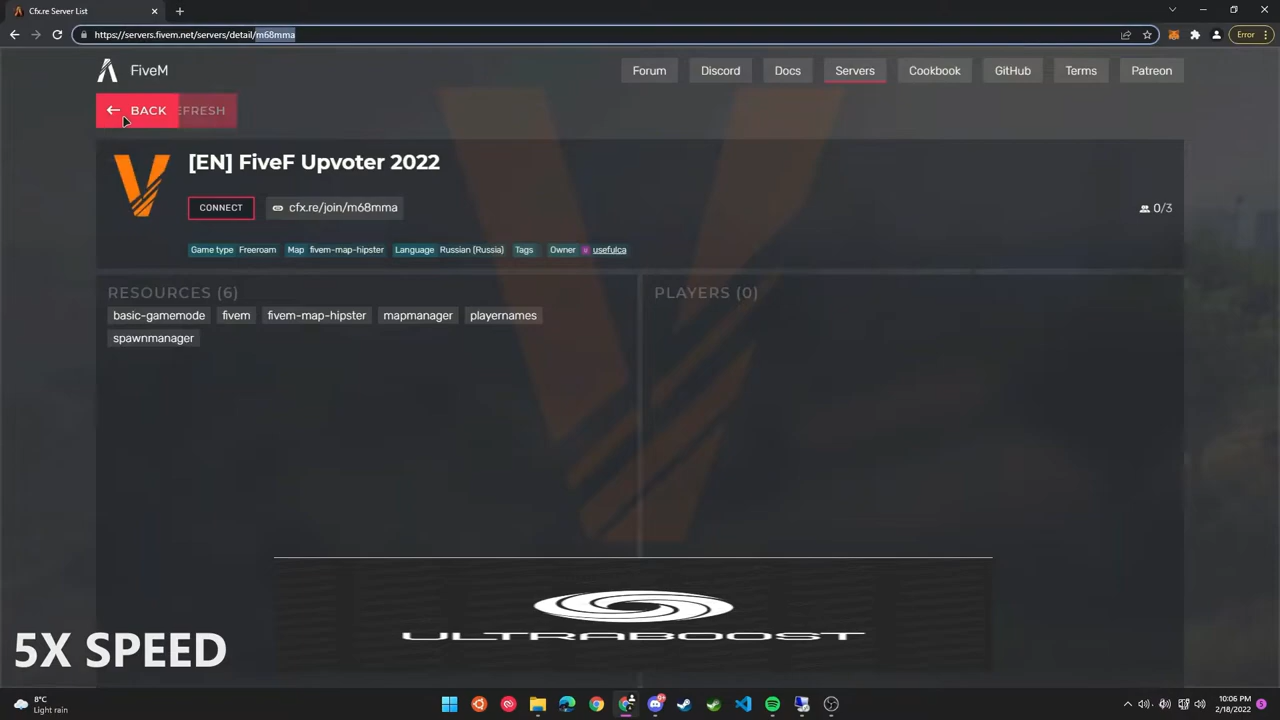 Cfx.re Server List
https://servers.fivem.net/servers/detail/m68mma
Error
FiveM
Forum
Discord
Docs
Servers
Cookbook
GitHub
Terms
Patreon
BACK
EFRESH
[EN] FiveF Upvoter 2022
CONNECT
cfx.re/join/m68mma
0/3
Game type Freeroam Map fivem-map-hipster Language Russian (Russia) Tags Owner u usefulca
RESOURCES (6)
basic-gamemode fivem fivem-map-hipster mapmanager playernames
spawnmanager
PLAYERS (0)
ULTRABOOST
5X SPEED
8°C
Light rain
9+
10:06 PM
2/18/2022
5